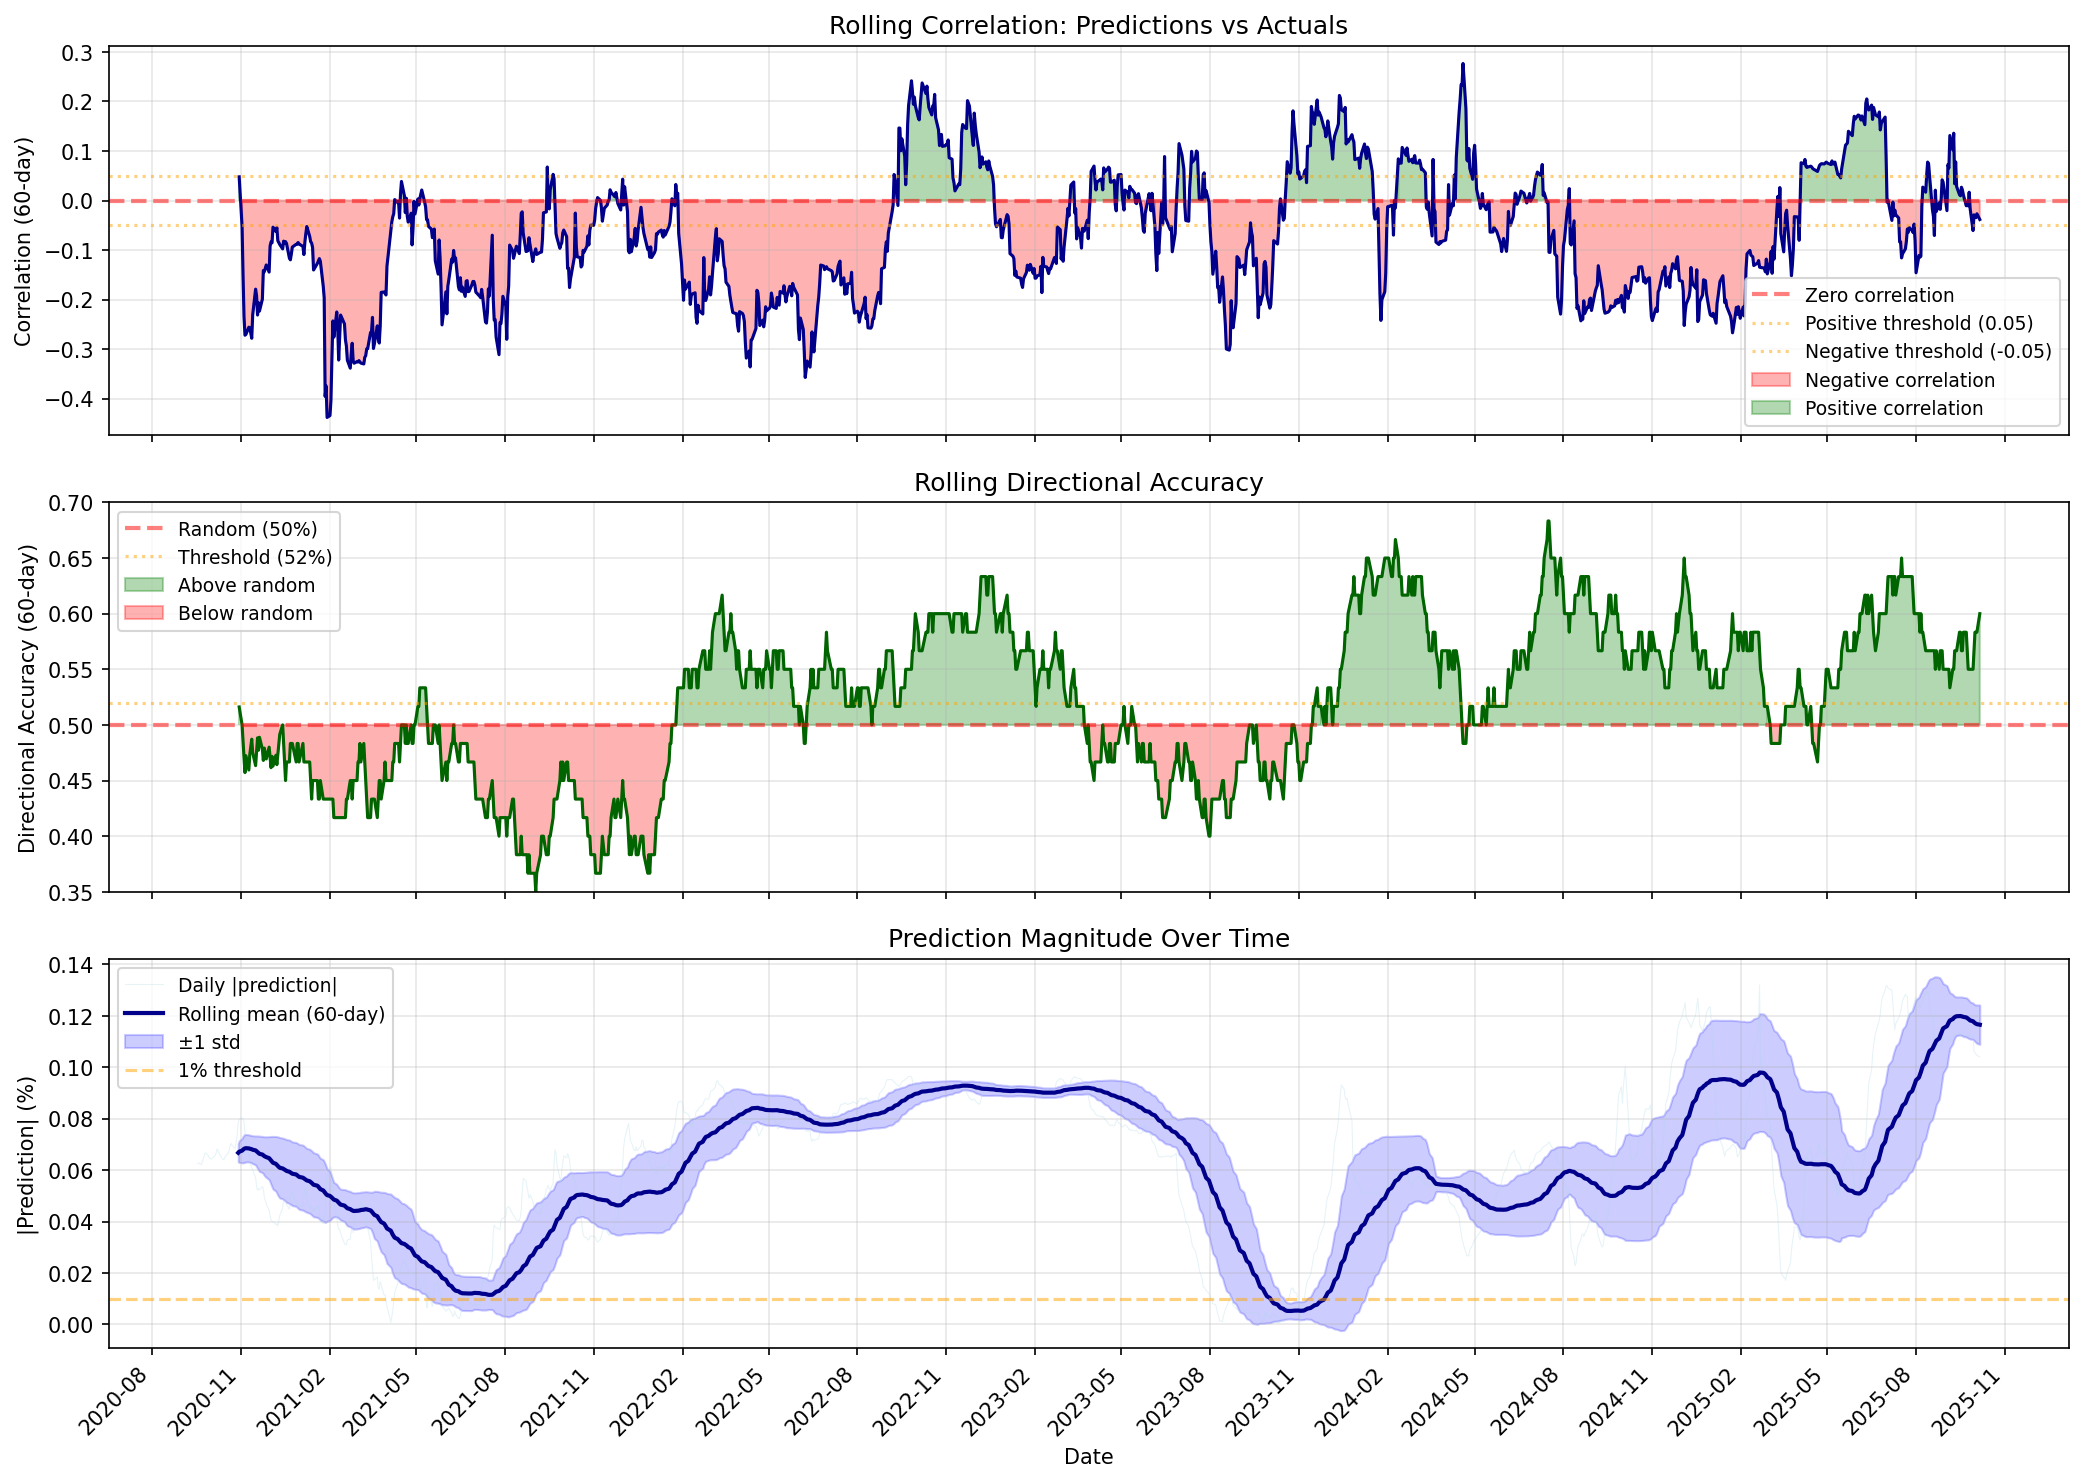 Rolling Correlation: Predictions vs Actuals
Correlation (60-day)
0.3
0.2
0.1
0.0
−0.1
−0.2
−0.3
−0.4
Zero correlation
Positive threshold (0.05)
Negative threshold (-0.05)
Negative correlation
Positive correlation
Rolling Directional Accuracy
Directional Accuracy (60-day)
0.70
0.65
0.60
0.55
0.50
0.45
0.40
0.35
Random (50%)
Threshold (52%)
Above random
Below random
Prediction Magnitude Over Time
|Prediction| (%)
0.14
0.12
0.10
0.08
0.06
0.04
0.02
0.00
Daily |prediction|
Rolling mean (60-day)
±1 std
1% threshold
2020-08
2020-11
2021-02
2021-05
2021-08
2021-11
2022-02
2022-05
2022-08
2022-11
2023-02
2023-05
2023-08
2023-11
2024-02
2024-05
2024-08
2024-11
2025-02
2025-05
2025-08
2025-11
Date